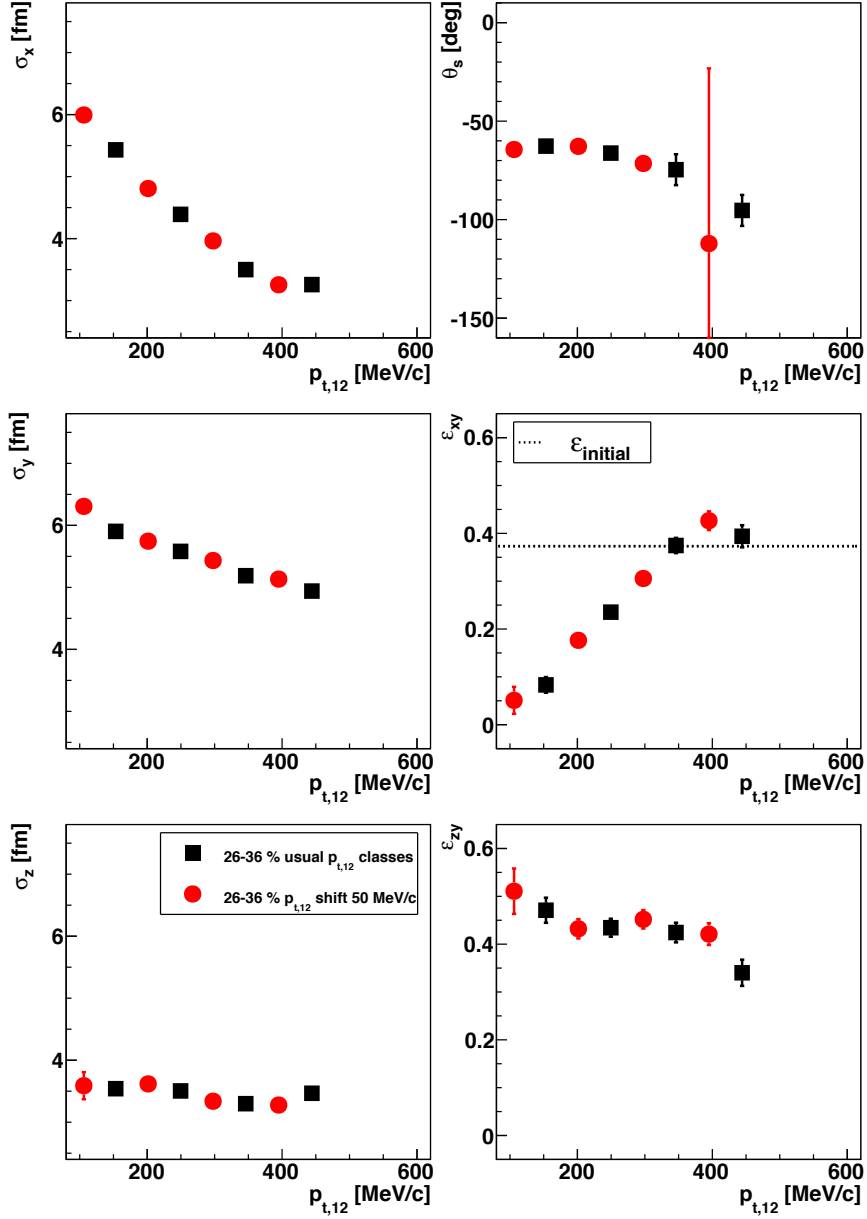 σx [fm]
6
4
200 400 600
pt,12 [MeV/c]
θs [deg]
0
-50
-100
-150
200 400 600
pt,12 [MeV/c]
σy [fm]
6
4
200 400 600
pt,12 [MeV/c]
εxy
0.6
0.4
0.2
0
εinitial
200 400 600
pt,12 [MeV/c]
σz [fm]
6
4
26-36 % usual pt,12 classes
26-36 % pt,12 shift 50 MeV/c
200 400 600
pt,12 [MeV/c]
εzy
0.6
0.4
0.2
0
200 400 600
pt,12 [MeV/c]